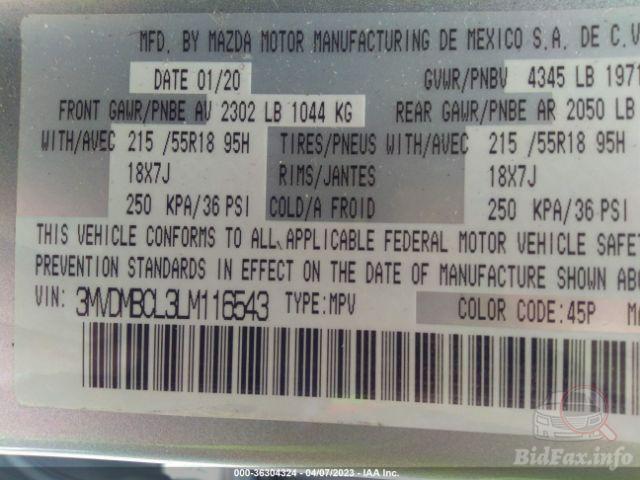 MFD. BY MAZDA MOTOR MANUFACTURING DE MEXICO S.A. DE C.V
DATE 01/20 GVWR/PNBV 4345 LB 1971
FRONT GAWR/PNBE AV 2302 LB 1044 KG REAR GAWR/PNBE AR 2050 LB
WITH/AVEC 215 /55R18 95H TIRES/PNEUS WITH/AVEC 215 /55R18 95H
18X7J RIMS/JANTES 18X7J
250 KPA/36 PSI COLD/A FROID 250 KPA/36 PSI
THIS VEHICLE CONFORMS TO ALL APPLICABLE FEDERAL MOTOR VEHICLE SAFET
PREVENTION STANDARDS IN EFFECT ON THE DATE OF MANUFACTURE SHOWN ABO
VIN: 3MVDMBCL3LM116543 TYPE:MPV COLOR CODE:45P MA
BidFax.info
000-36304324 - 04/07/2023 - IAA Inc.